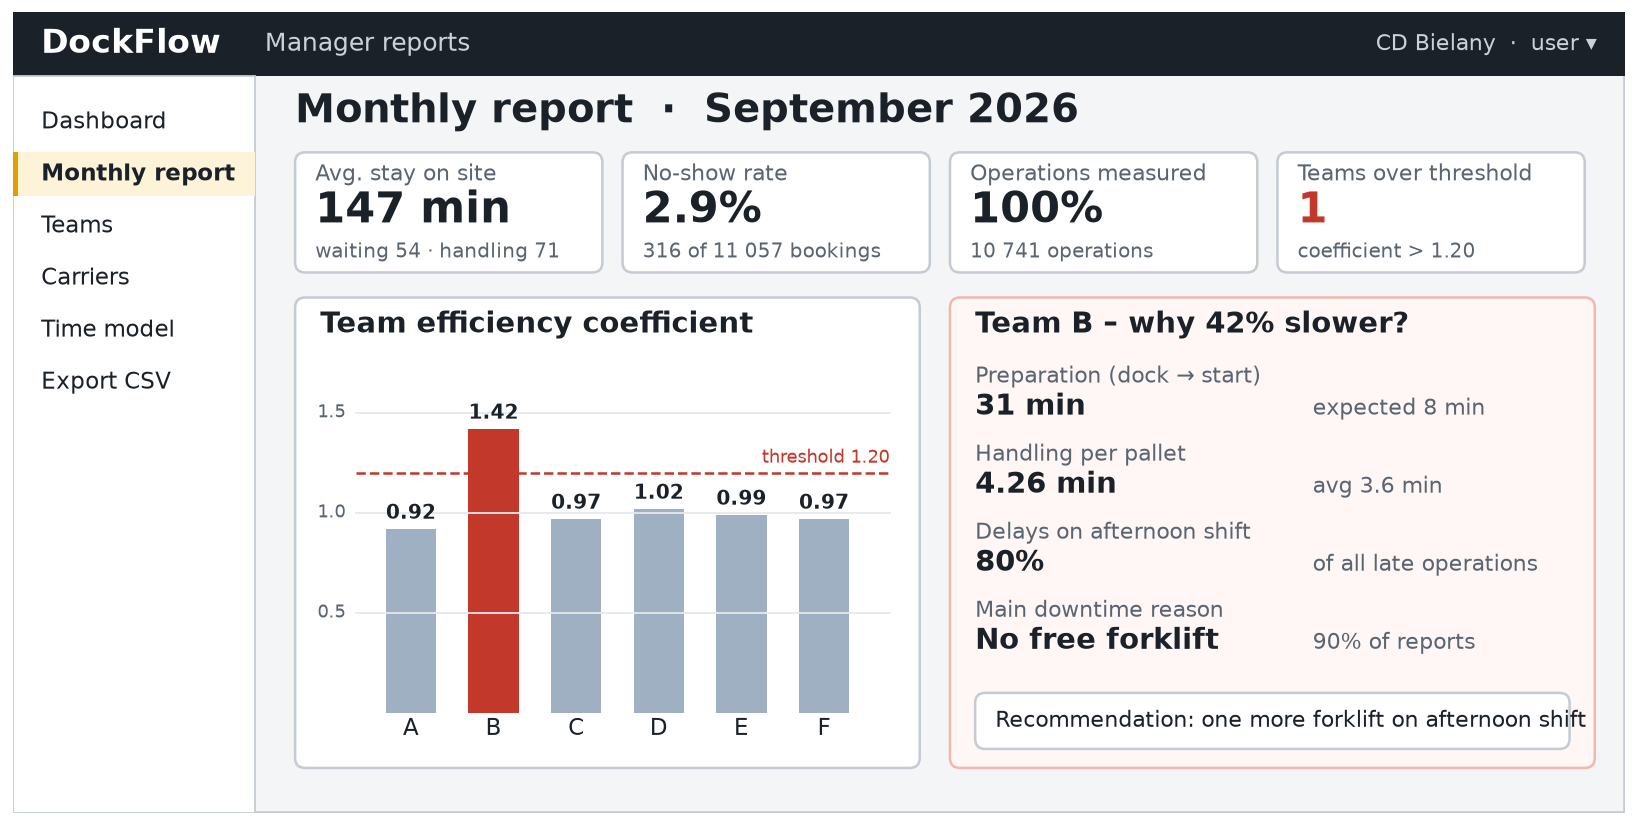 DockFlow Manager reports CD Bielany · user ▾
Dashboard
Monthly report
Teams
Carriers
Time model
Export CSV
Monthly report · September 2026
Avg. stay on site
147 min
waiting 54 · handling 71
No-show rate
2.9%
316 of 11 057 bookings
Operations measured
100%
10 741 operations
Teams over threshold
1
coefficient > 1.20
Team efficiency coefficient
1.5
1.0
0.5
threshold 1.20
0.92
1.42
0.97
1.02
0.99
0.97
A B C D E F
Team B – why 42% slower?
Preparation (dock → start)
31 min expected 8 min
Handling per pallet
4.26 min avg 3.6 min
Delays on afternoon shift
80% of all late operations
Main downtime reason
No free forklift 90% of reports
Recommendation: one more forklift on afternoon shift